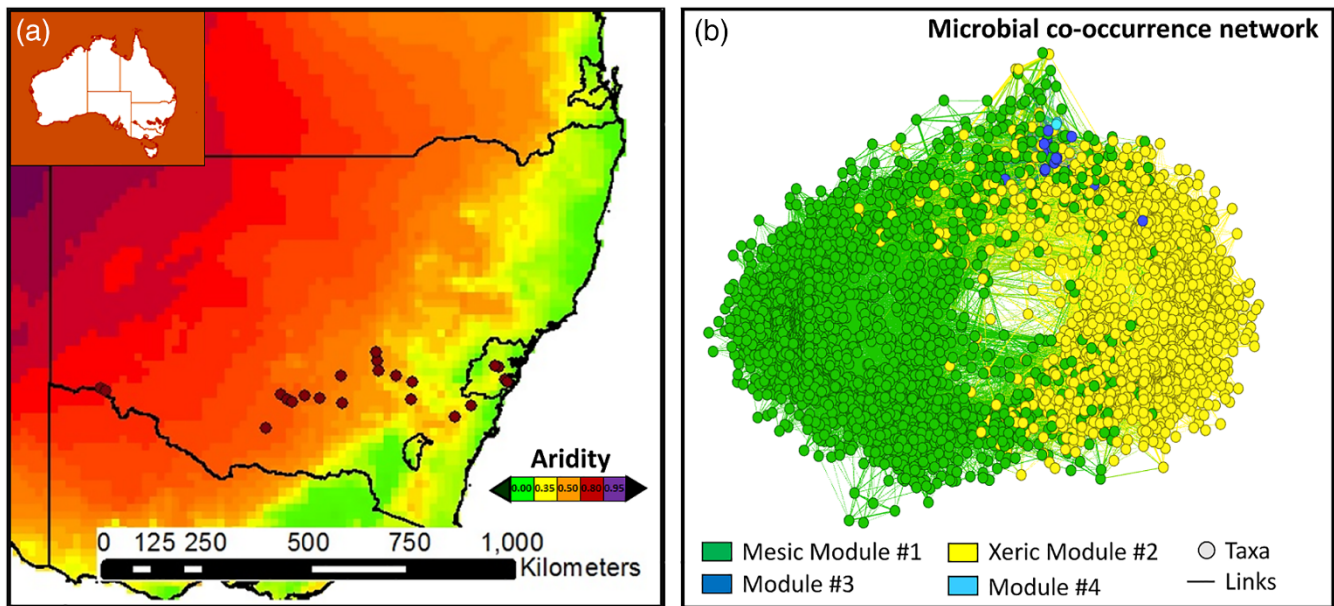 (a)
Aridity
0.00 0.35 0.50 0.80 0.95
0 125 250 500 750 1,000
Kilometers
(b)
Microbial co-occurrence network
Mesic Module #1
Xeric Module #2
Taxa
Module #3
Module #4
Links